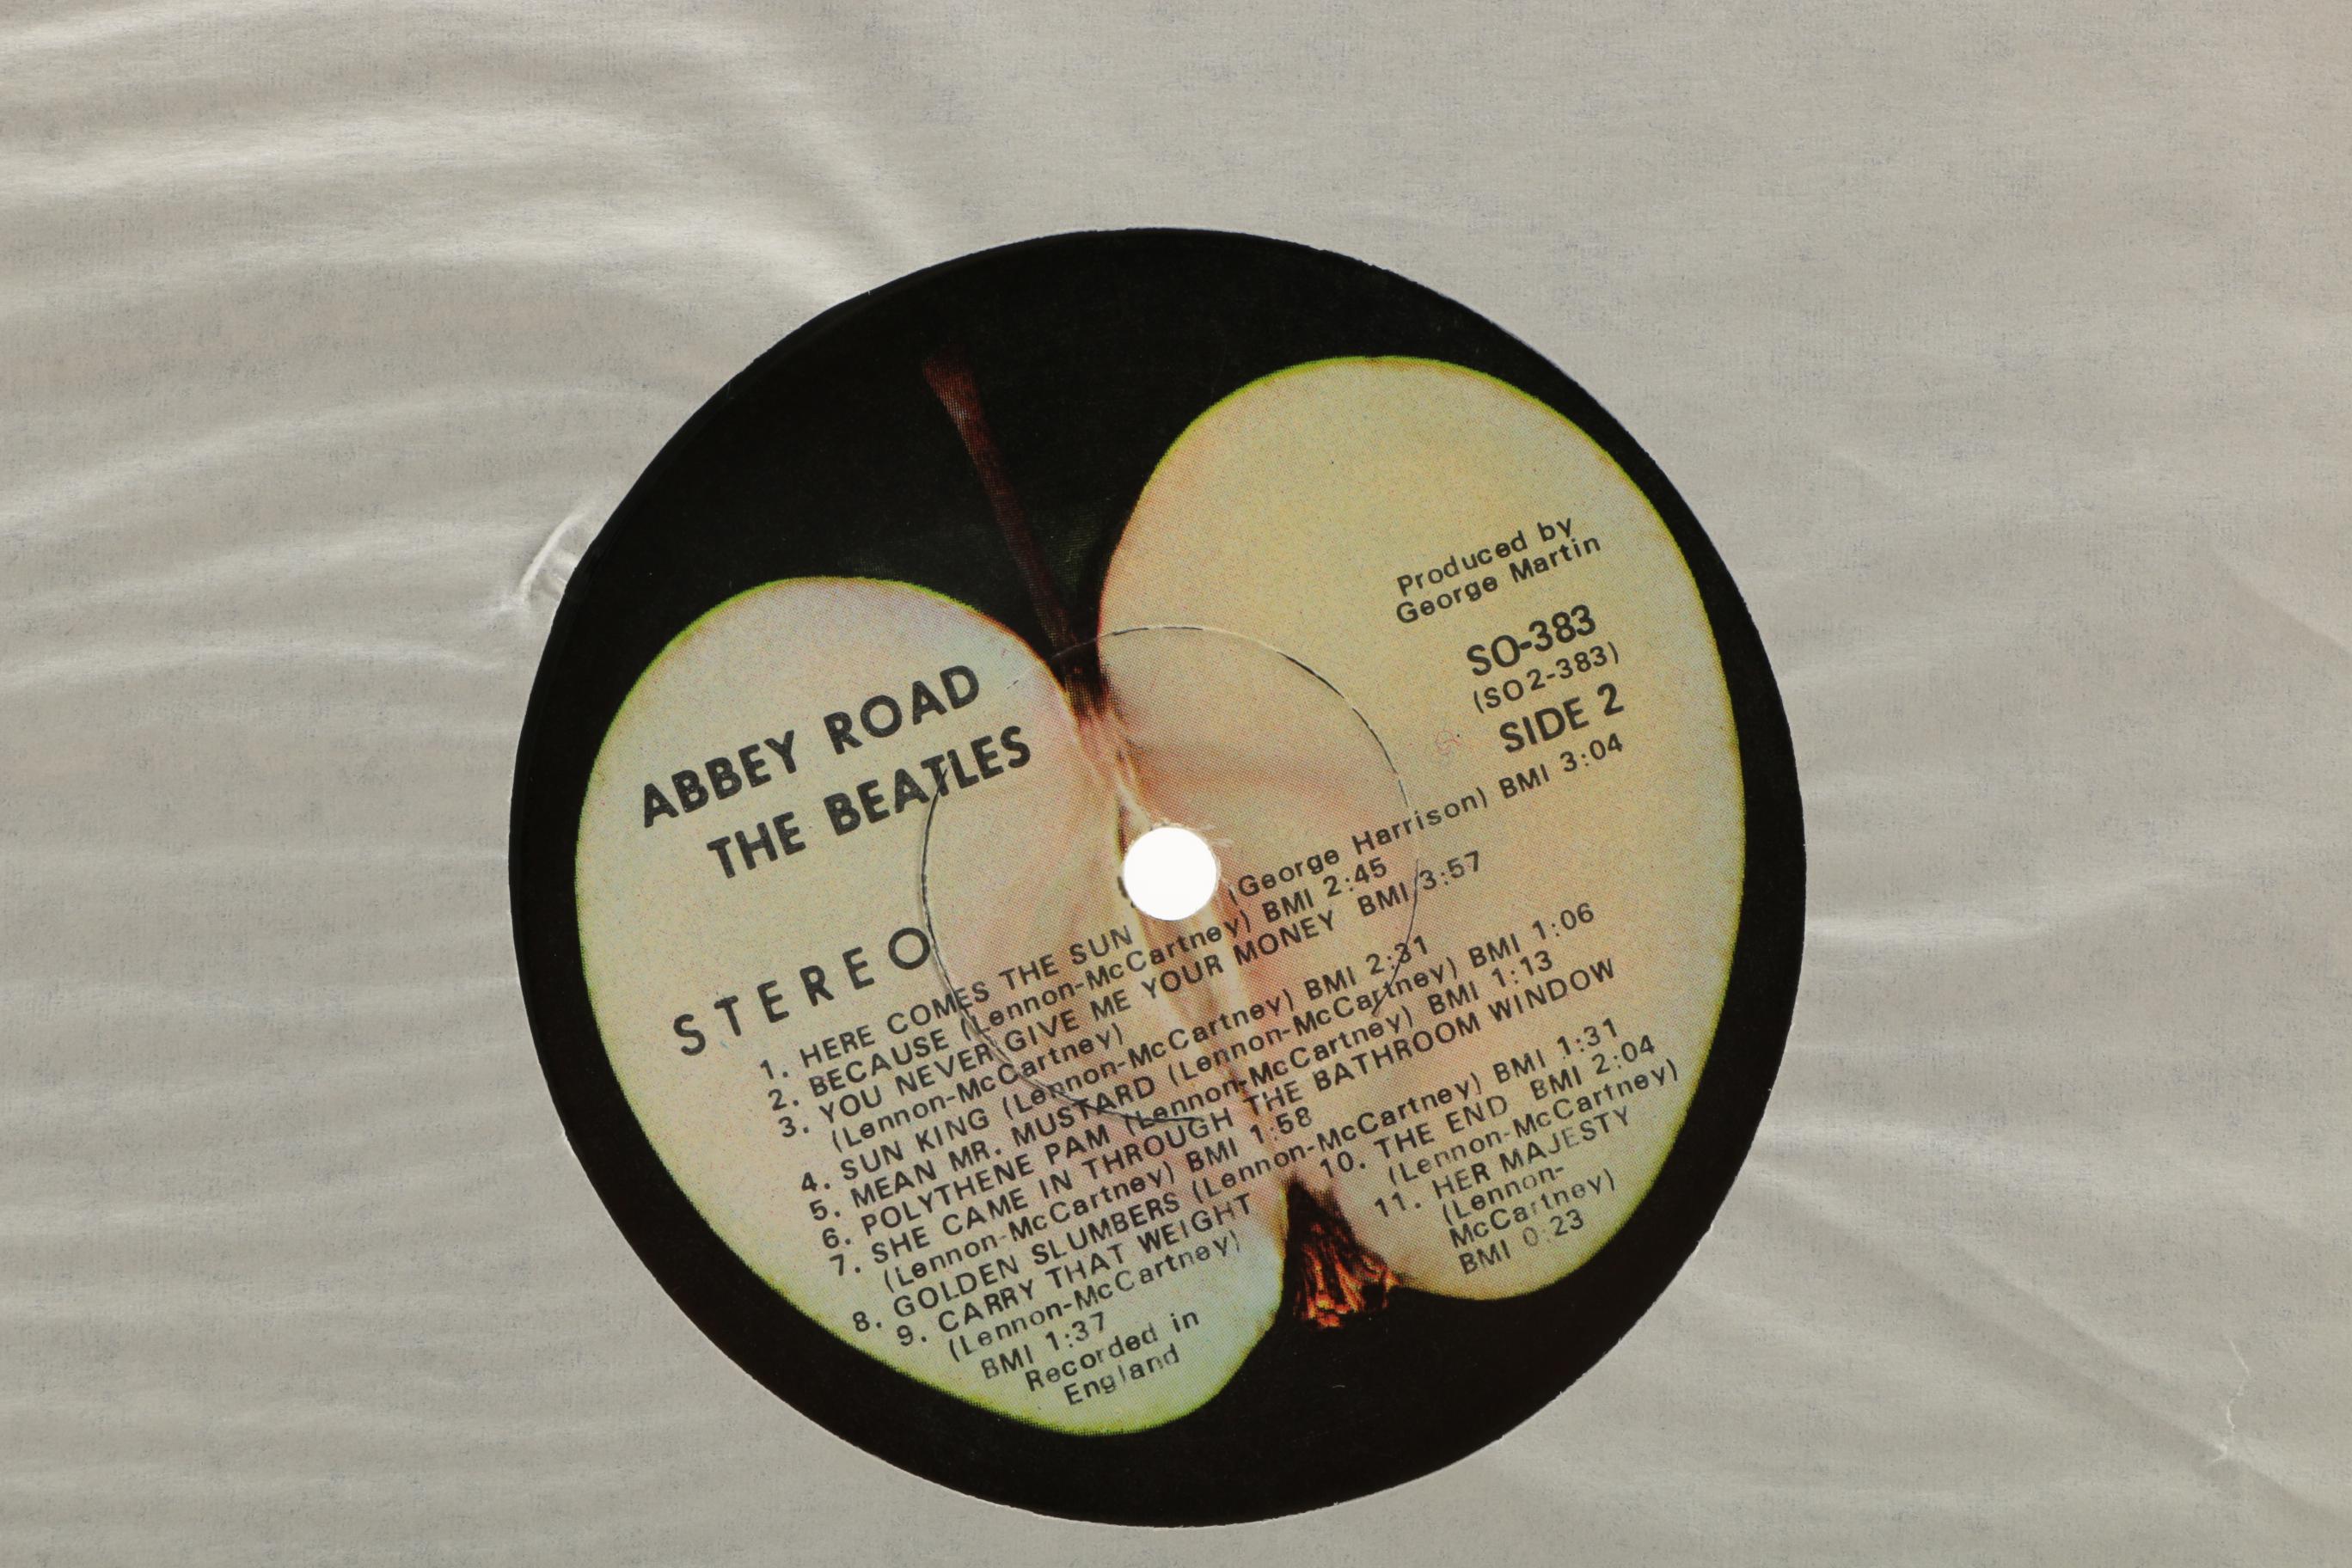 ABBEY ROAD
THE BEATLES
STEREO
Produced by
George Martin
SO-383
(SO2-383)
SIDE 2
1. HERE COMES THE SUN (George Harrison) BMI 3:04
2. BECAUSE (Lennon-McCartney) BMI 2:45
3. YOU NEVER GIVE ME YOUR MONEY BMI 3:57
(Lennon-McCartney)
4. SUN KING (Lennon-McCartney) BMI 2:31
5. MEAN MR. MUSTARD (Lennon-McCartney) BMI 1:06
6. POLYTHENE PAM (Lennon-McCartney) BMI 1:13
7. SHE CAME IN THROUGH THE BATHROOM WINDOW
(Lennon-McCartney) BMI 1:58
8. GOLDEN SLUMBERS (Lennon-McCartney) BMI 1:31
9. CARRY THAT WEIGHT
(Lennon-McCartney)
BMI 1:37
10. THE END BMI 2:04
(Lennon-McCartney)
11. HER MAJESTY
(Lennon-
McCartney)
BMI 0:23
Recorded in
England